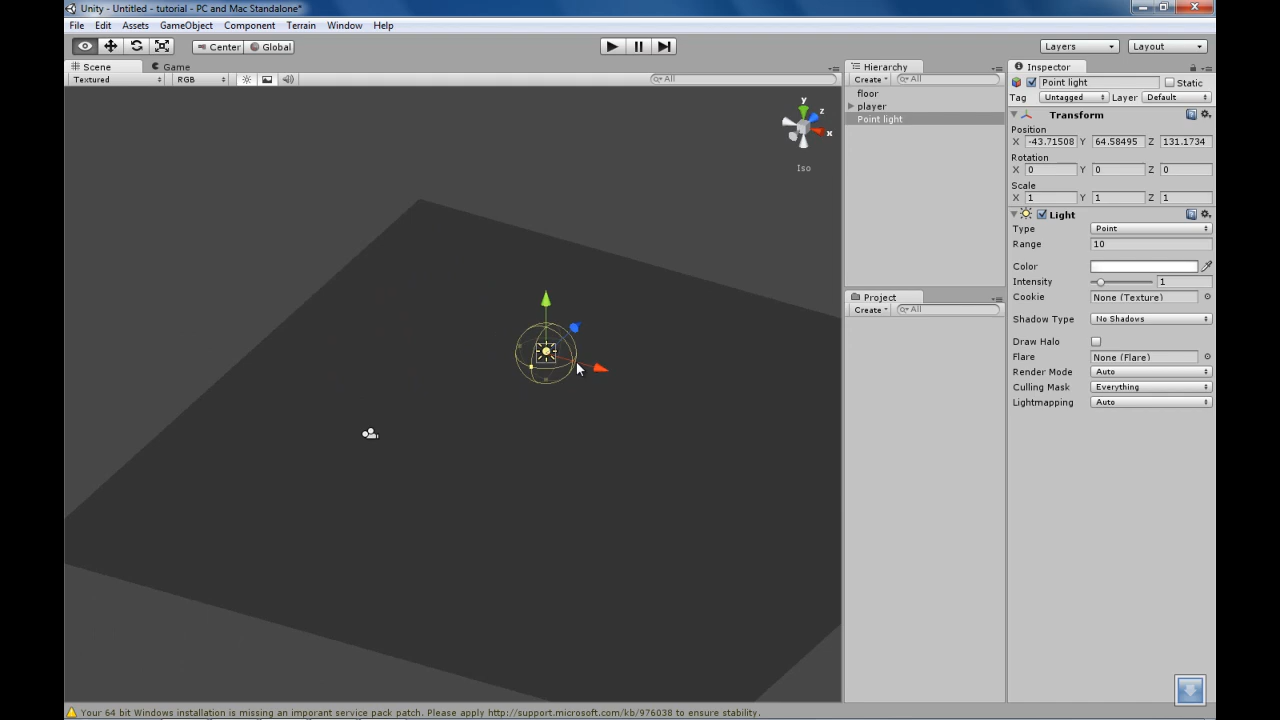 Unity - Untitled - tutorial - PC and Mac Standalone*
File Edit Assets GameObject Component Terrain Window Help
Center Global Layers Layout
Scene Game Hierarchy Inspector
Textured RGB All Create All Point light Static
Tag Untagged Layer Default
floor
player
Point light
y
z
x
Iso
Transform
Position
X -43.71508 Y 64.58495 Z 131.1734
Rotation
X 0 Y 0 Z 0
Scale
X 1 Y 1 Z 1
Light
Type Point
Range 10
Color
Intensity 1
Cookie None (Texture)
Shadow Type No Shadows
Draw Halo
Flare None (Flare)
Render Mode Auto
Culling Mask Everything
Lightmapping Auto
Project
Create All
Your 64 bit Windows installation is missing an imporant service pack patch. Please apply http://support.microsoft.com/kb/976038 to ensure stability.